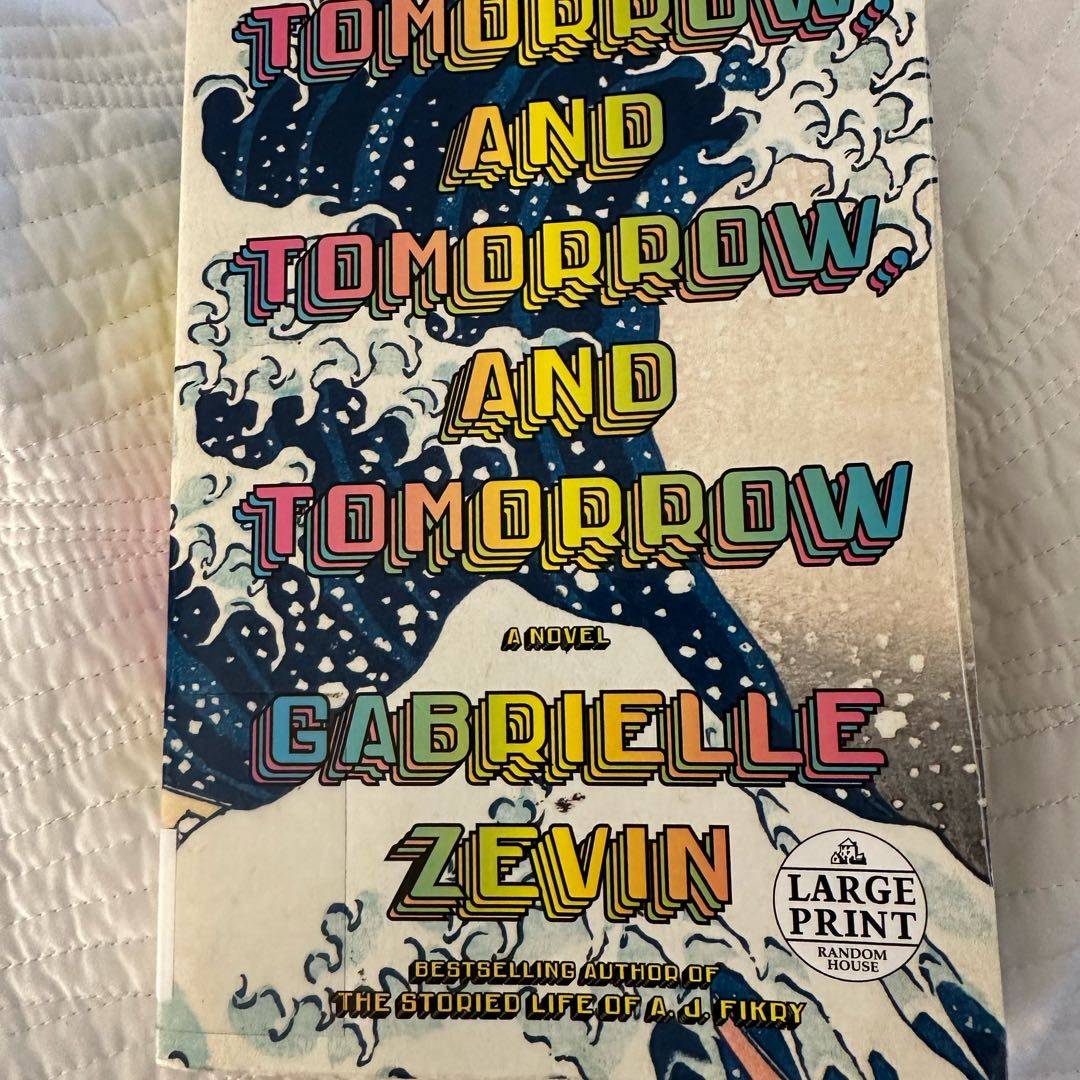 TOMORROW,
AND
TOMORROW,
AND
TOMORROW
A NOVEL
GABRIELLE
ZEVIN
LARGE
PRINT
RANDOM
HOUSE
BESTSELLING AUTHOR OF
THE STORIED LIFE OF A. J. FIKRY